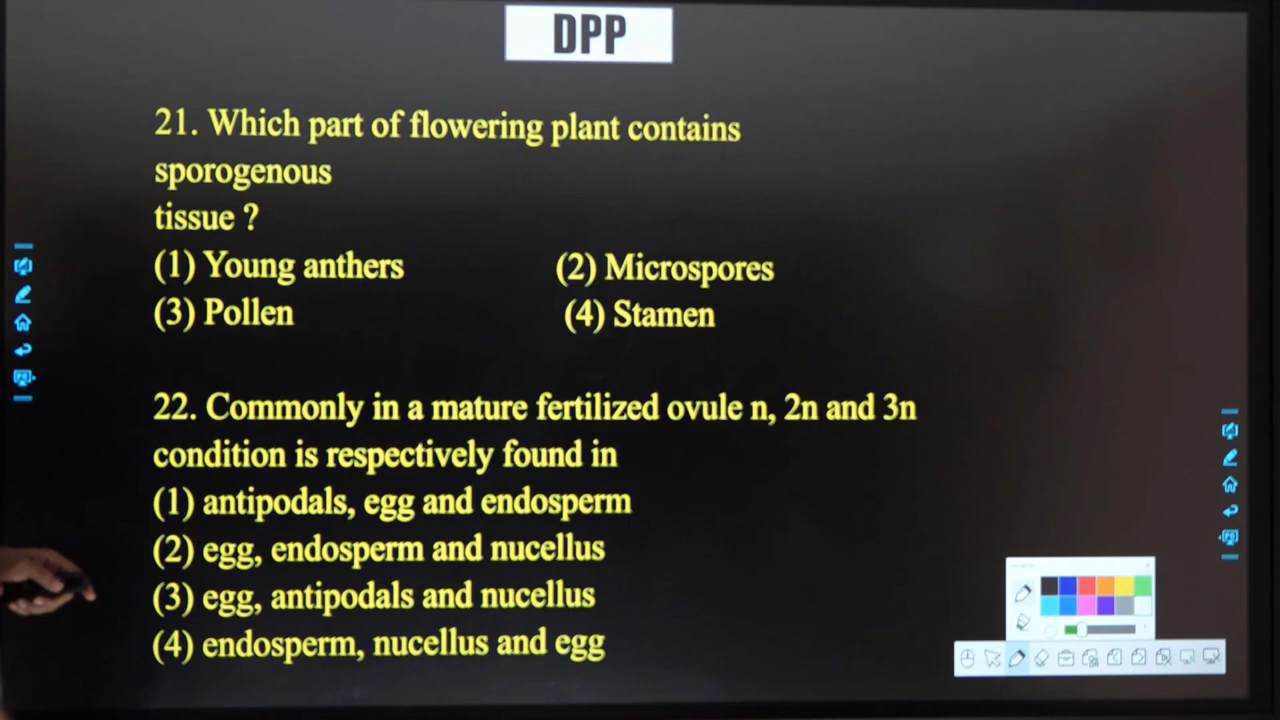 DPP
21. Which part of flowering plant contains
sporogenous
tissue ?
(1) Young anthers (2) Microspores
(3) Pollen (4) Stamen
22. Commonly in a mature fertilized ovule n, 2n and 3n
condition is respectively found in
(1) antipodals, egg and endosperm
(2) egg, endosperm and nucellus
(3) egg, antipodals and nucellus
(4) endosperm, nucellus and egg